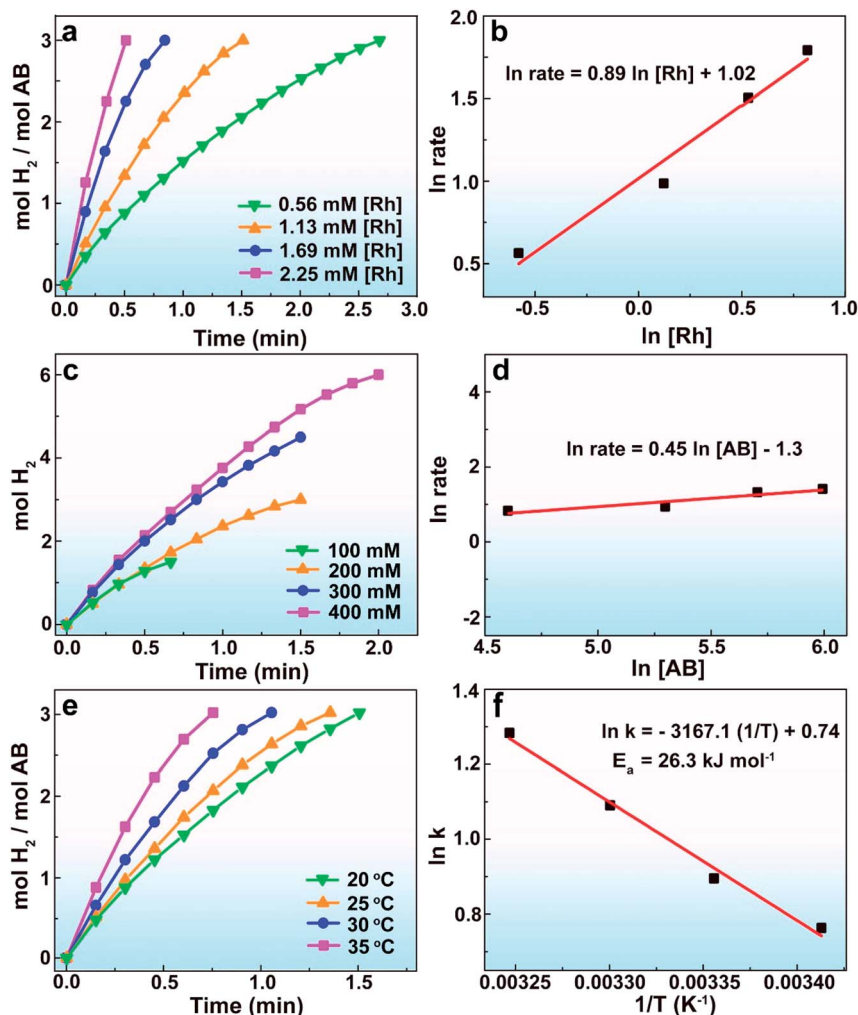 a
mol H2 / mol AB
3
2
1
0
0.56 mM [Rh]
1.13 mM [Rh]
1.69 mM [Rh]
2.25 mM [Rh]
0.0 0.5 1.0 1.5 2.0 2.5 3.0
Time (min)
b
ln rate
2.0
1.5
1.0
0.5
ln rate = 0.89 ln [Rh] + 1.02
-0.5 0.0 0.5 1.0
ln [Rh]
c
mol H2
6
4
2
0
100 mM
200 mM
300 mM
400 mM
0.0 0.5 1.0 1.5 2.0
Time (min)
d
ln rate
4
2
0
-2
ln rate = 0.45 ln [AB] - 1.3
4.5 5.0 5.5 6.0
ln [AB]
e
mol H2 / mol AB
3
2
1
0
20 °C
25 °C
30 °C
35 °C
0.0 0.5 1.0 1.5
Time (min)
f
ln k
1.4
1.2
1.0
0.8
ln k = - 3167.1 (1/T) + 0.74
Ea = 26.3 kJ mol-1
0.00325 0.00330 0.00335 0.00340
1/T (K-1)